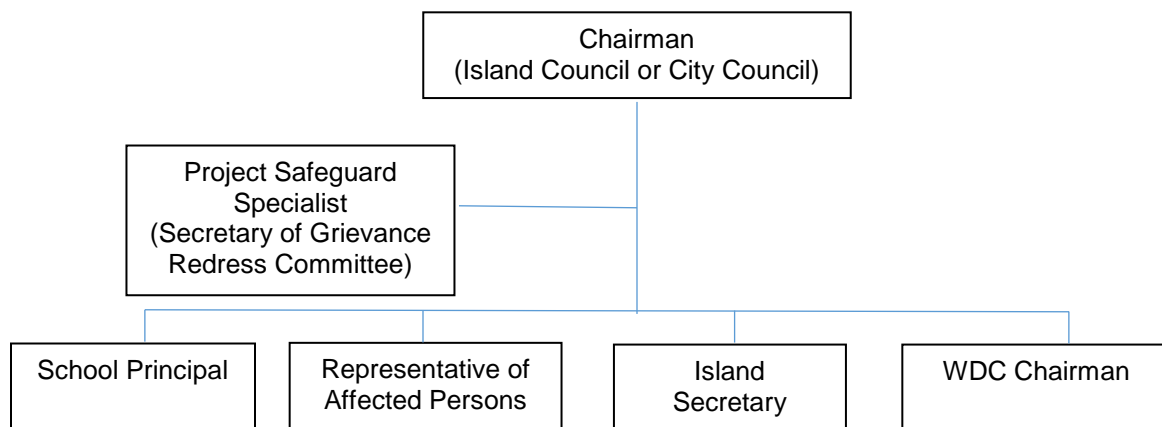 Chairman
(Island Council or City Council)
Project Safeguard
Specialist
(Secretary of Grievance
Redress Committee)
School Principal
Representative of
Affected Persons
Island
Secretary
WDC Chairman